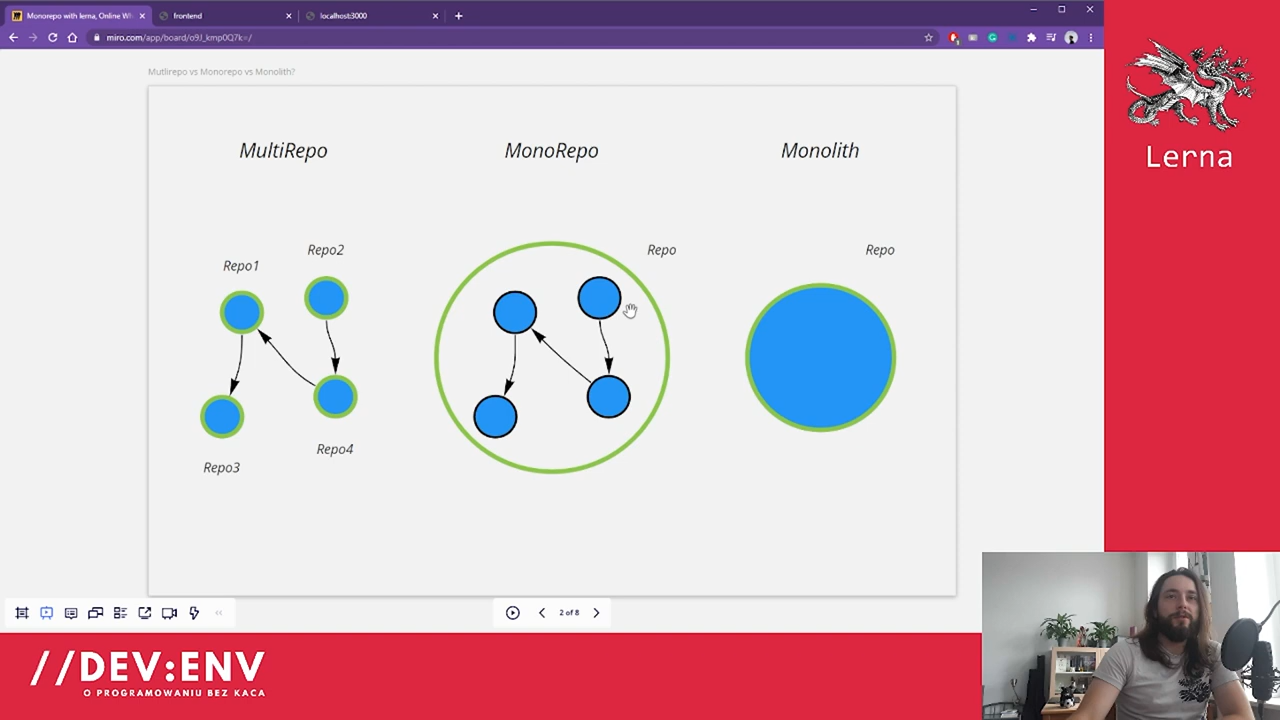 Monorepo with lerna, Online Wh
frontend
localhost:3000
miro.com/app/board/o9J_kmp0Q7k=/
Mutlirepo vs Monorepo vs Monolith?
MultiRepo
MonoRepo
Monolith
Repo1
Repo2
Repo
Repo
Repo3
Repo4
2 of 8
Lerna
//DEV:ENV
O PROGRAMOWANIU BEZ KACA